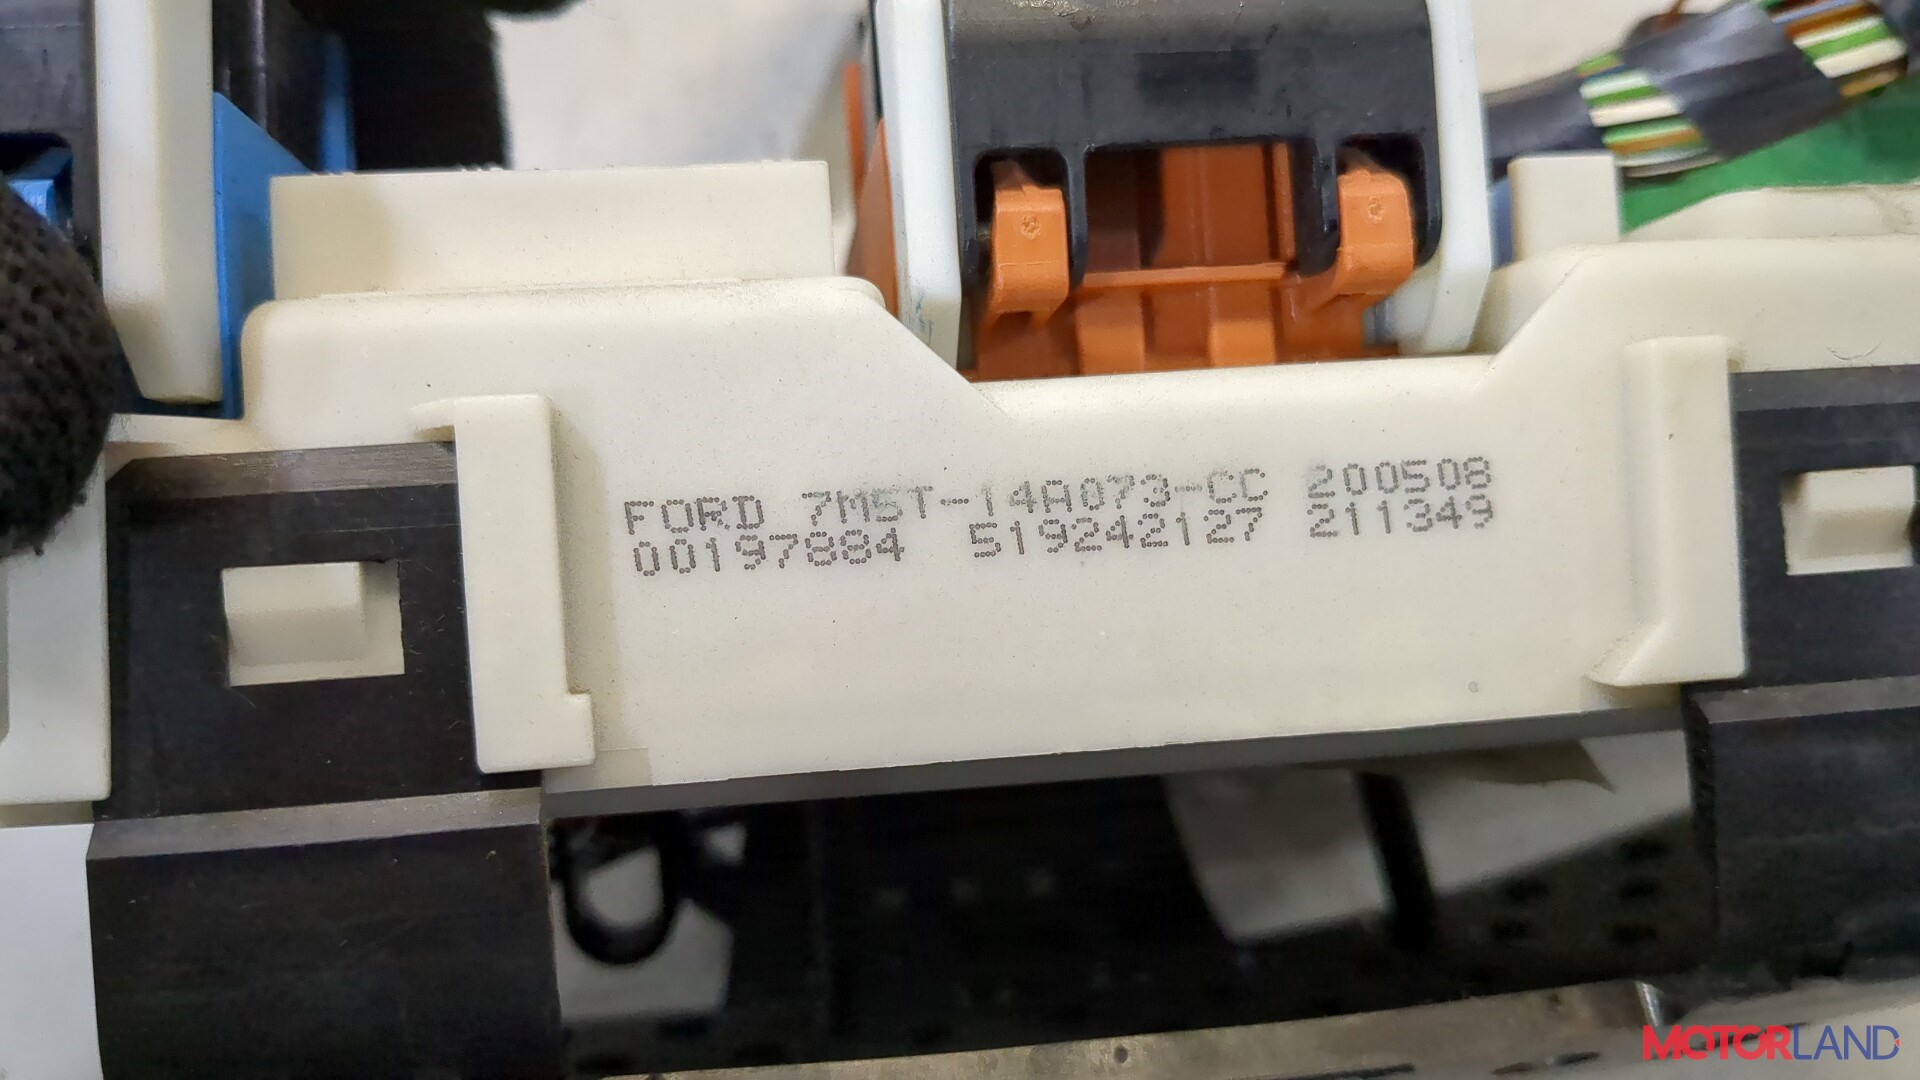 FORD 7M5T-14A073-CC 200508
00197884 519242127 211349
MOTORLAND